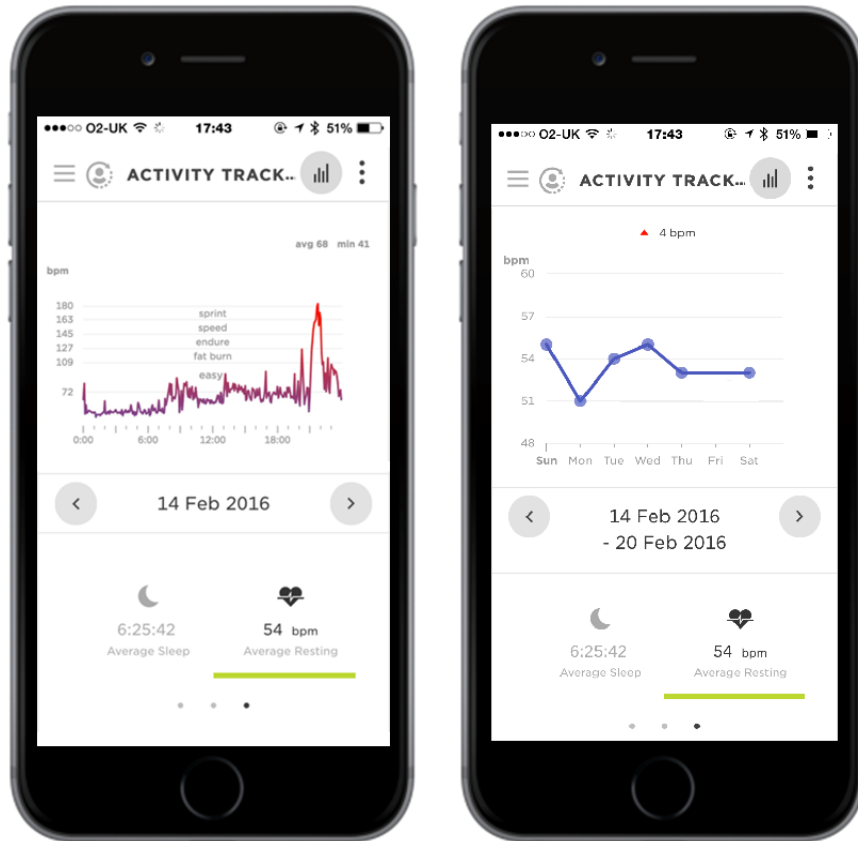 O2-UK 17:43 51%
ACTIVITY TRACK...
avg 68 min 41
bpm
180
163
145
127
109
72
sprint
speed
endure
fat burn
easy
0:00 6:00 12:00 18:00
14 Feb 2016
6:25:42
Average Sleep
54 bpm
Average Resting
O2-UK 17:43 51%
ACTIVITY TRACK...
4 bpm
bpm
60
57
54
51
48
Sun Mon Tue Wed Thu Fri Sat
14 Feb 2016
- 20 Feb 2016
6:25:42
Average Sleep
54 bpm
Average Resting